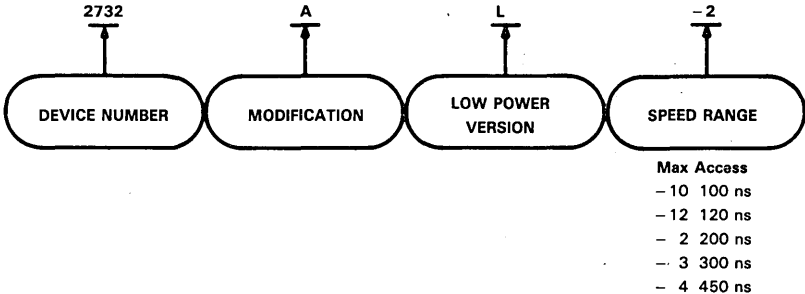 2732 A L -2
DEVICE NUMBER MODIFICATION LOW POWER VERSION SPEED RANGE
Max Access
-10 100 ns
-12 120 ns
- 2 200 ns
- 3 300 ns
- 4 450 ns